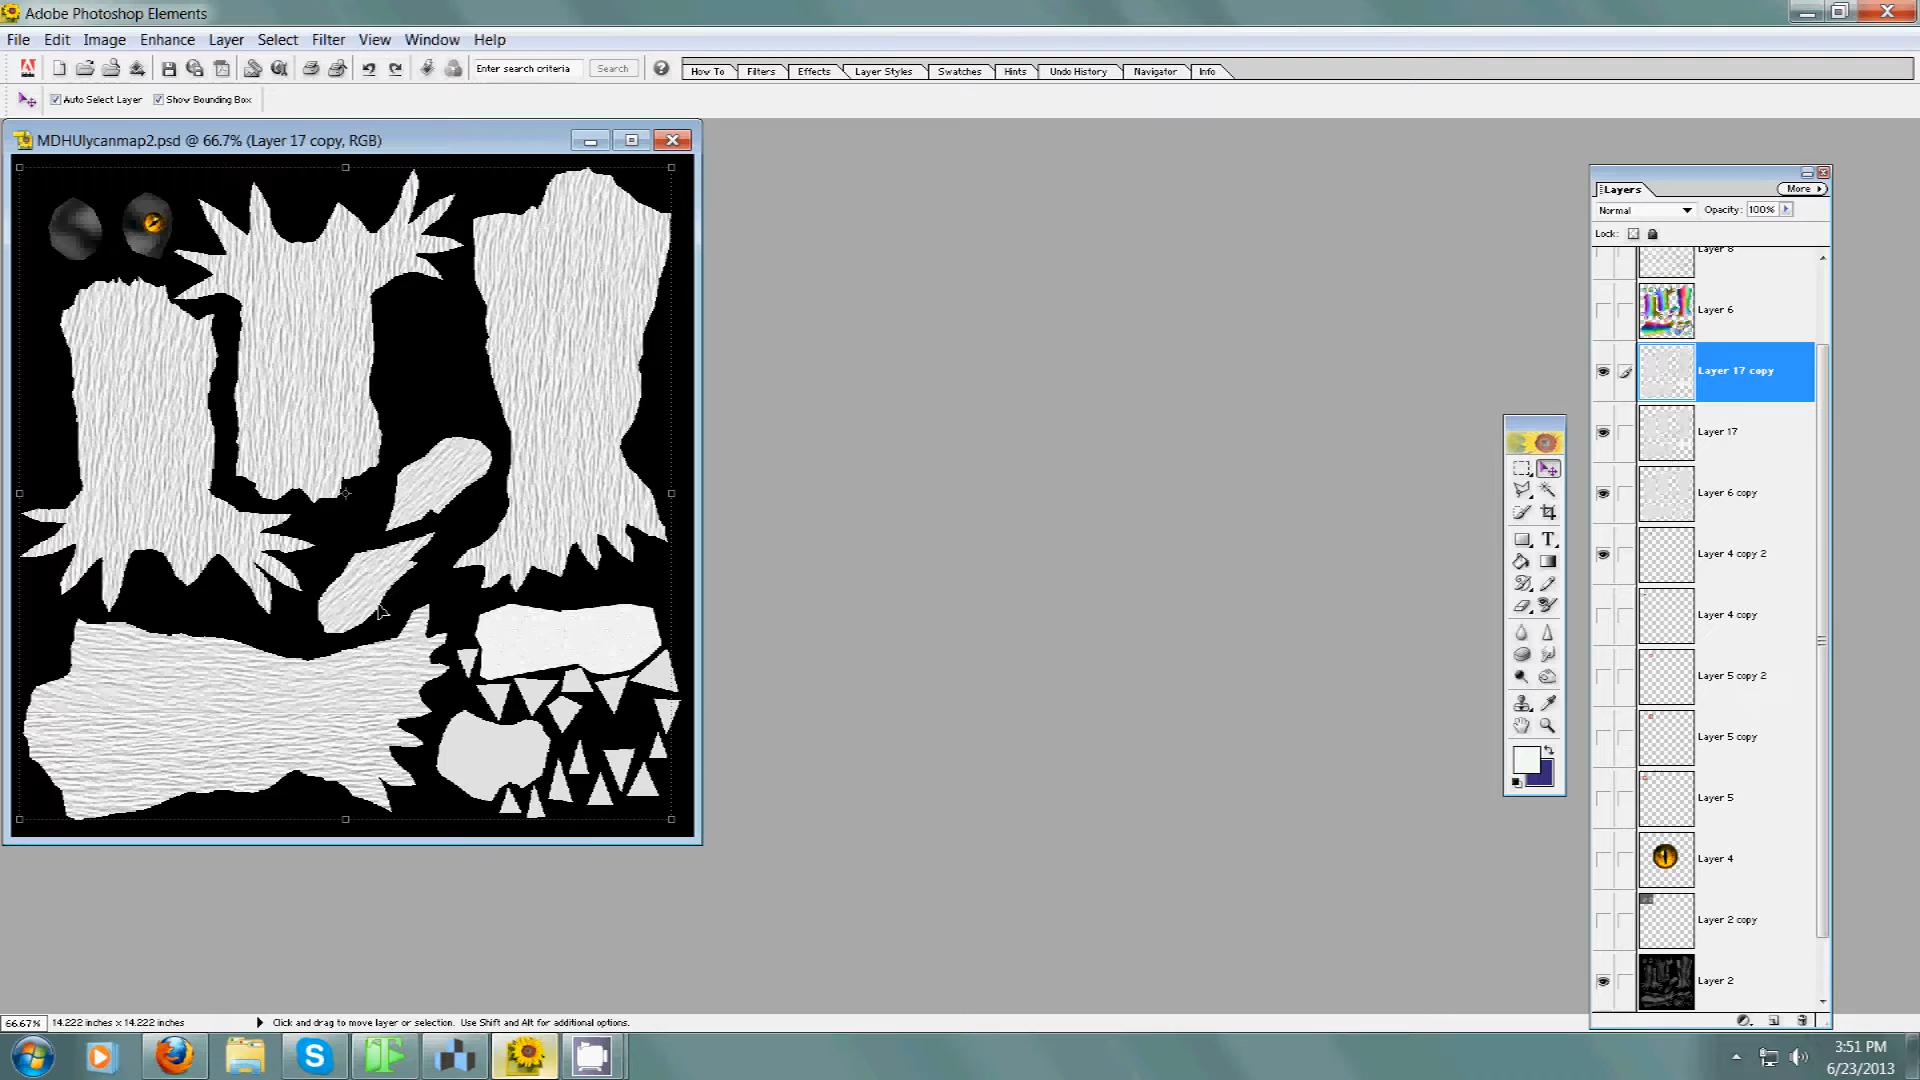 Adobe Photoshop Elements
File Edit Image Enhance Layer Select Filter View Window Help
Enter search criteria Search How To Filters Effects Layer Styles Swatches Hints Undo History Navigator Info
Auto Select Layer Show Bounding Box
MDHUlycanmap2.psd @ 66.7% (Layer 17 copy, RGB)
Layers More
Normal Opacity: 100%
Lock:
Layer 8
Layer 6
Layer 17 copy
Layer 17
Layer 6 copy
Layer 4 copy 2
Layer 4 copy
Layer 5 copy 2
Layer 5 copy
Layer 5
Layer 4
Layer 2 copy
Layer 2
66.67% 14.222 inches x 14.222 inches Click and drag to move layer or selection. Use Shift and Alt for additional options.
3:51 PM
6/23/2013